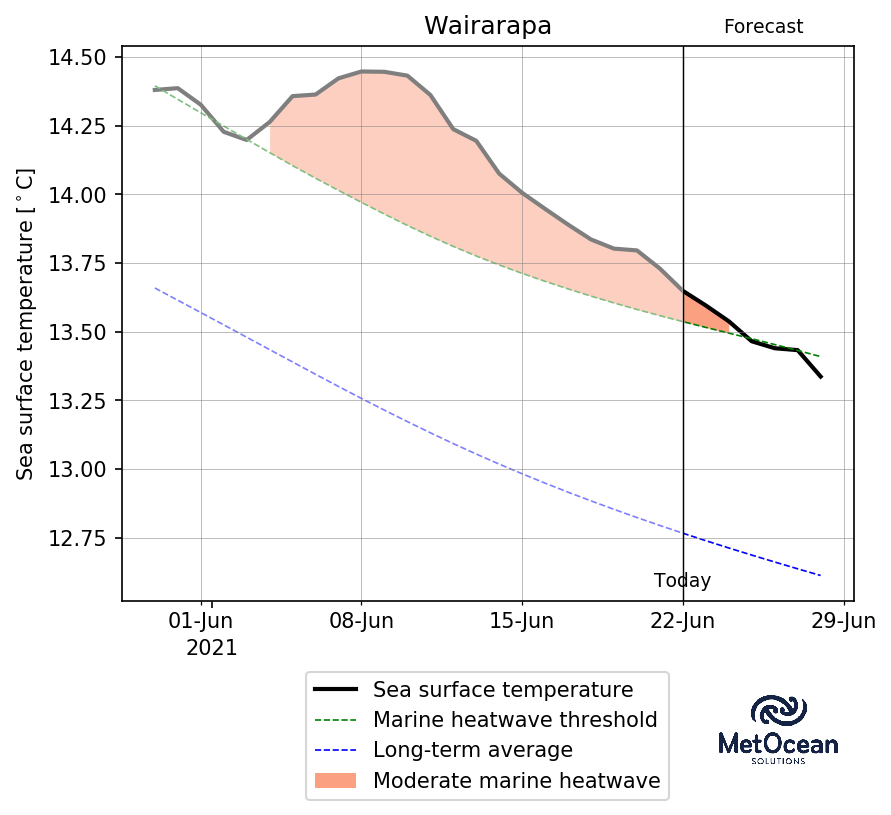 Wairarapa
Forecast
Sea surface temperature [°C]
14.50
14.25
14.00
13.75
13.50
13.25
13.00
12.75
Today
01-Jun
2021
08-Jun
15-Jun
22-Jun
29-Jun
Sea surface temperature
Marine heatwave threshold
Long-term average
Moderate marine heatwave
MetOcean
SOLUTIONS